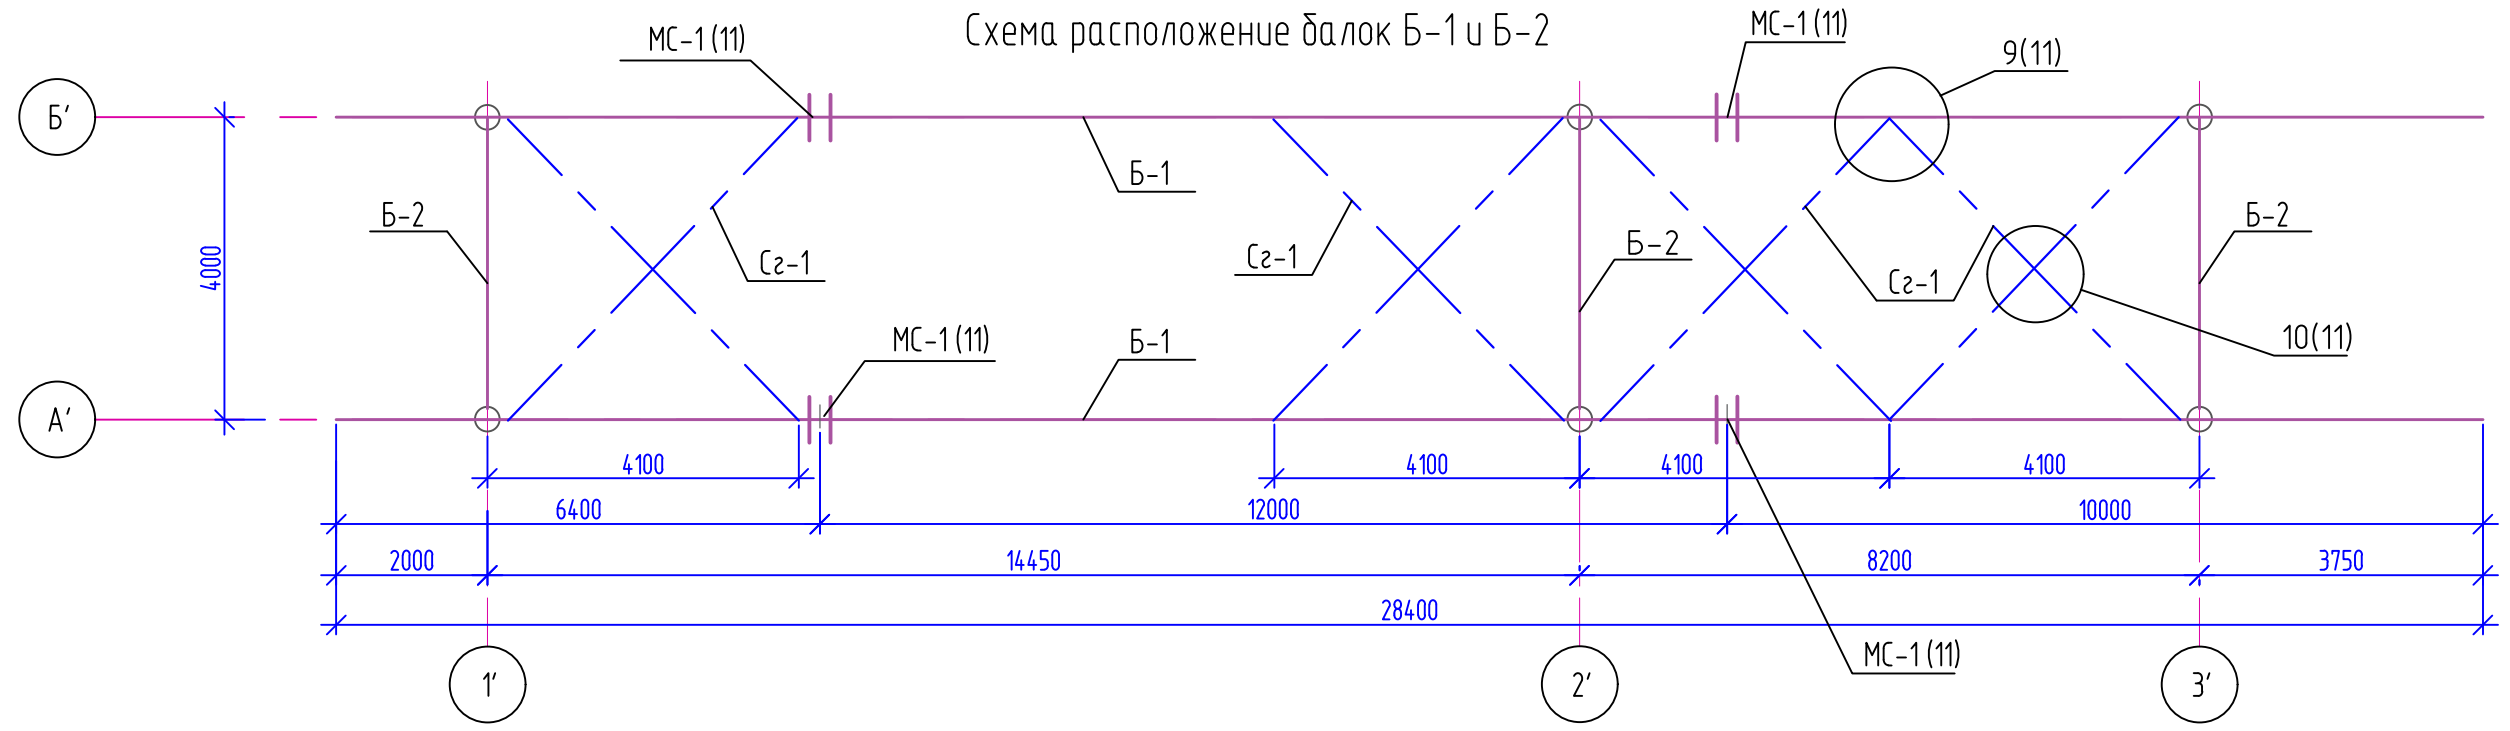 Схема расположения балок Б-1 и Б-2
МС-1 (11)
МС-1 (11)
9(11)
Б'
Б-1
Б-2
Сг-1
Сг-1
Б-2
Сг-1
Б-2
4000
МС-1 (11)
Б-1
10(11)
А'
4100
4100
4100
4100
6400
12000
10000
2000
14450
8200
3750
28400
МС-1 (11)
1'
2'
3'